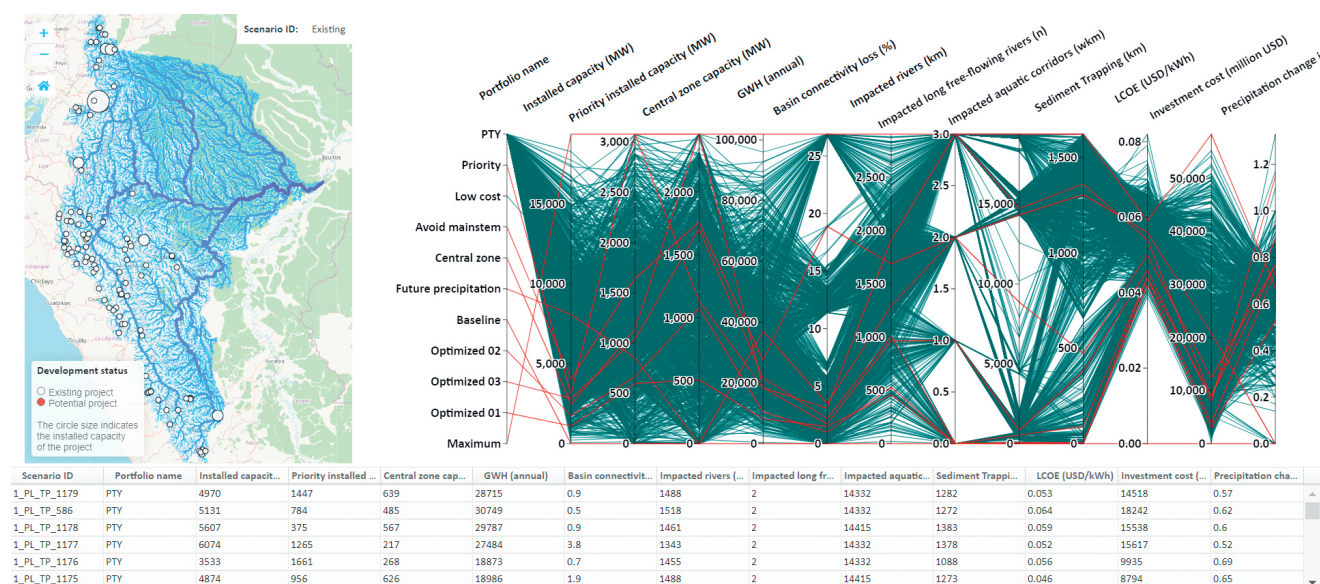 Scenario ID: Existing
+
−
Iquitos
Chiclayo
Trujillo
Pucallpa
Development status
Existing project
Potential project
The circle size indicates
the installed capacity
of the project
Portfolio name
Installed capacity (MW)
Priority installed capacity (MW)
Central zone capacity (MW)
GWH (annual)
Basin connectivity loss (%)
Impacted rivers (km)
Impacted long free-flowing rivers (n)
Impacted aquatic corridors (wkm)
Sediment Trapping (km)
LCOE (USD/kWh)
Investment cost (million USD)
Precipitation change i
PTY
Priority
Low cost
Avoid mainstem
Central zone
Future precipitation
Baseline
Optimized 02
Optimized 03
Optimized 01
Maximum
15,000
10,000
5,000
0
3,000
2,500
2,000
1,500
1,000
500
0
2,000
1,500
1,000
500
0
100,000
80,000
60,000
40,000
20,000
0
25
20
15
10
5
0
2,500
2,000
1,500
1,000
500
0
3.0
2.5
2.0
1.5
1.0
0.5
0.0
15,000
10,000
5,000
0
1,500
1,000
500
0
0.08
0.06
0.04
0.02
0.00
50,000
40,000
30,000
20,000
10,000
0
1.2
1.0
0.8
0.6
0.4
0.2
0.0
Scenario ID Portfolio name Installed capacit... Priority installed ... Central zone cap... GWH (annual) Basin connectivit... Impacted rivers (... Impacted long fr... Impacted aquatic... Sediment Trappi... LCOE (USD/kWh) Investment cost (... Precipitation cha...
1_PL_TP_1179 PTY 4970 1447 639 28715 0.9 1488 2 14332 1282 0.053 14518 0.57
1_PL_TP_586 PTY 5131 784 485 30749 0.5 1518 2 14332 1272 0.064 18242 0.62
1_PL_TP_1178 PTY 5607 375 567 29787 0.9 1461 2 14415 1383 0.059 15538 0.6
1_PL_TP_1177 PTY 6074 1265 217 27484 3.8 1343 2 14332 1378 0.052 15617 0.52
1_PL_TP_1176 PTY 3533 1661 268 18873 0.7 1455 2 14332 1088 0.056 9935 0.69
1_PL_TP_1175 PTY 4874 956 626 18986 1.9 1488 2 14415 1273 0.046 8794 0.65